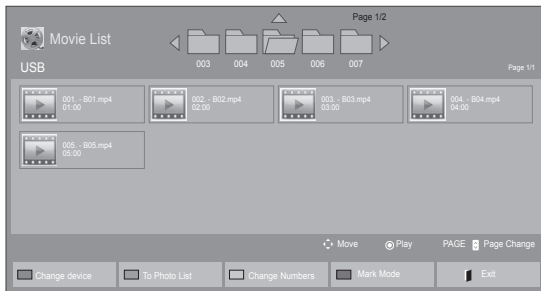 Page 1/2
Movie List
003 004 005 006 007
USB
Page 1/1
001. - B01.mp4
01:00
002. - B02.mp4
02:00
003. - B03.mp4
03:00
004. - B04.mp4
04:00
005. - B05.mp4
05:00
Move Play PAGE Page Change
Change device To Photo List Change Numbers Mark Mode Exit